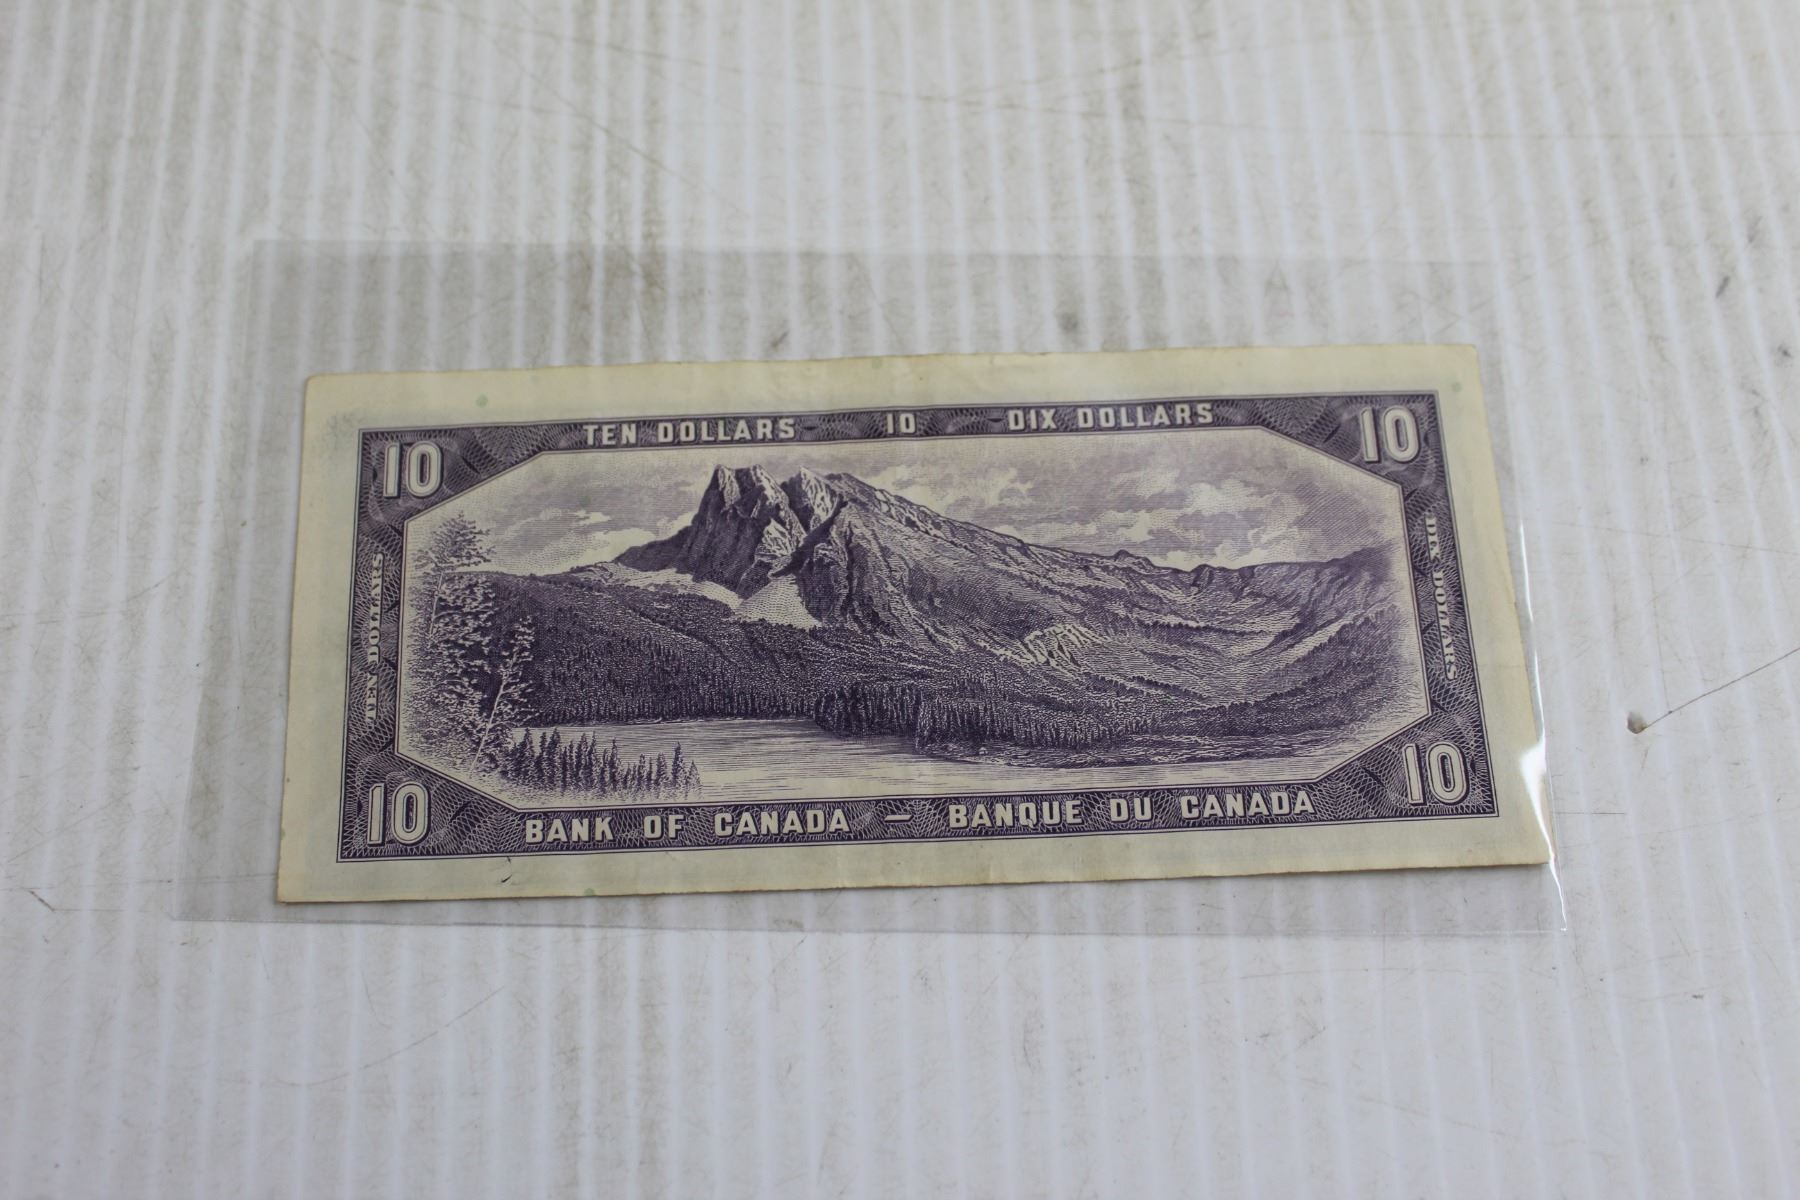 TEN DOLLARS 10 DIX DOLLARS
10 10
TEN DOLLARS
DIX DOLLARS
10 10
BANK OF CANADA — BANQUE DU CANADA